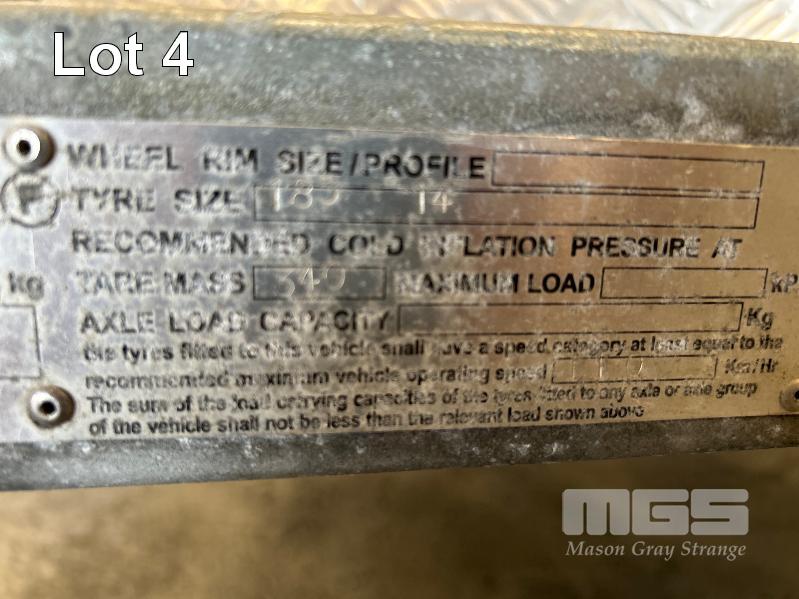 Lot 4
WHEEL RIM SIZE/PROFILE
F TYRE SIZE 185 14
RECOMMENDED COLD INFLATION PRESSURE AT
kg TARE MASS 340 MAXIMUM LOAD kP
AXLE LOAD CAPACITY Kg
the tyres fitted to this vehicle shall have a speed category at least equal to the
recommended maximum vehicle operating speed Km/Hr
The sum of the load carrying capacities of the tyres fitted to any axle or axle group
of the vehicle shall not be less than the relevant load shown above
MGS
Mason Gray Strange